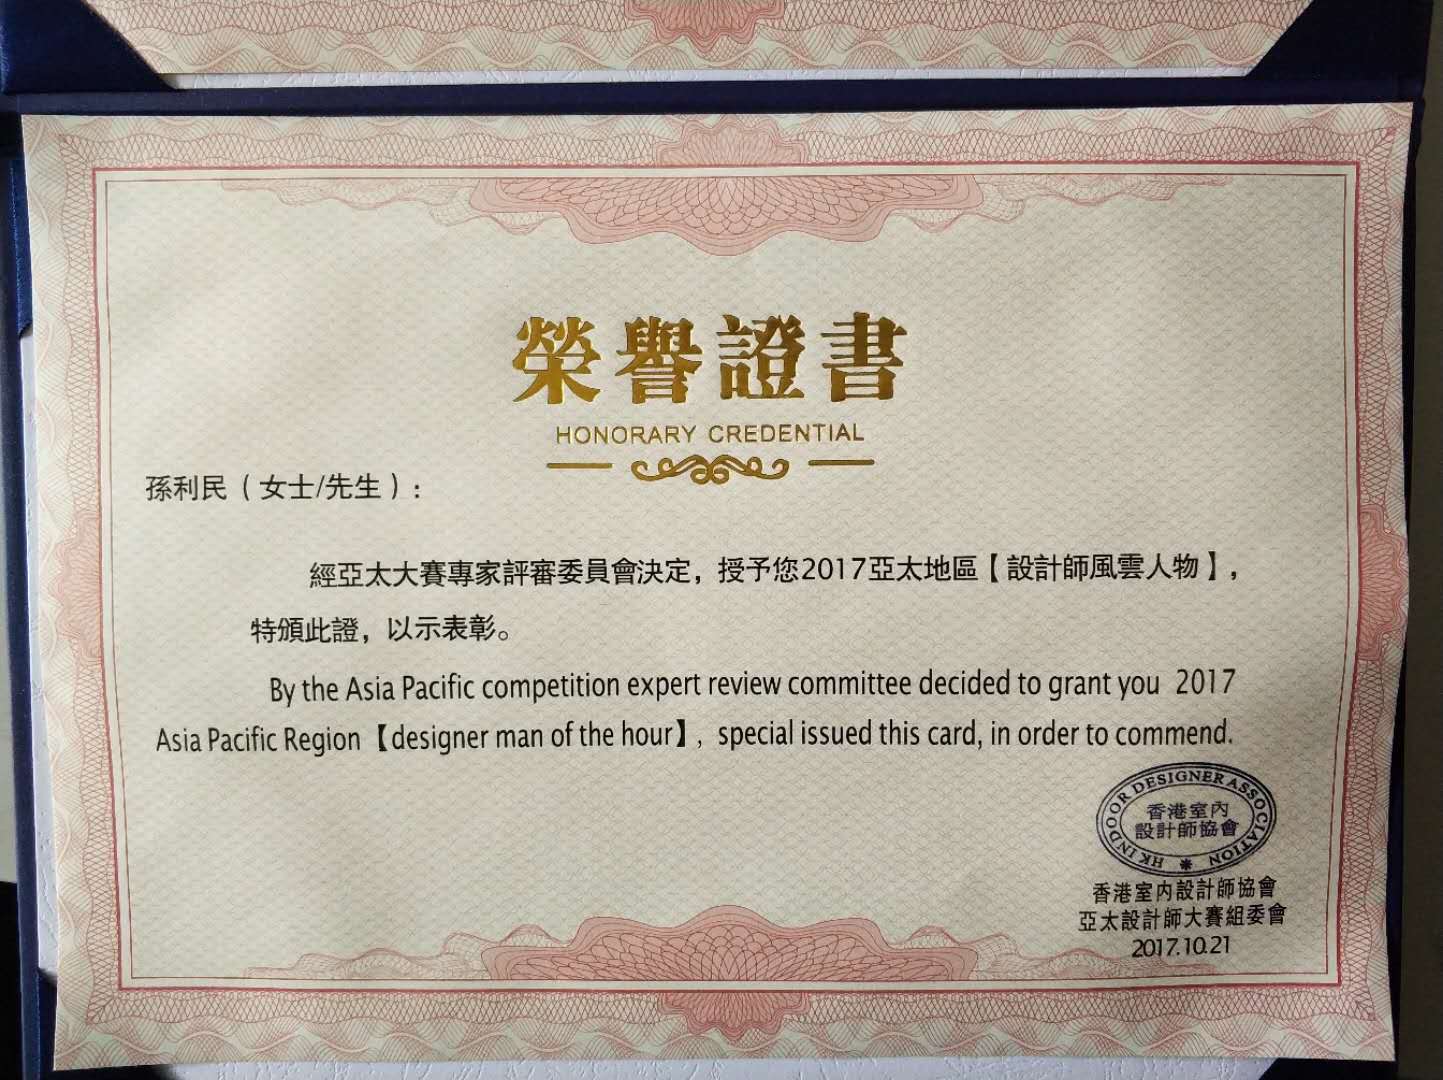 榮譽證書
HONORARY CREDENTIAL
孫利民（女士/先生）:
經亞太大賽專家評審委員會決定，授予您2017亞太地區【設計師風雲人物】，
特頒此證，以示表彰。
By the Asia Pacific competition expert review committee decided to grant you 2017
Asia Pacific Region【designer man of the hour】, special issued this card, in order to commend.
HK INDOOR DESIGNER ASSOCIATION
香港室內
設計師協會
香港室內設計師協會
亞太設計師大賽組委會
2017.10.21